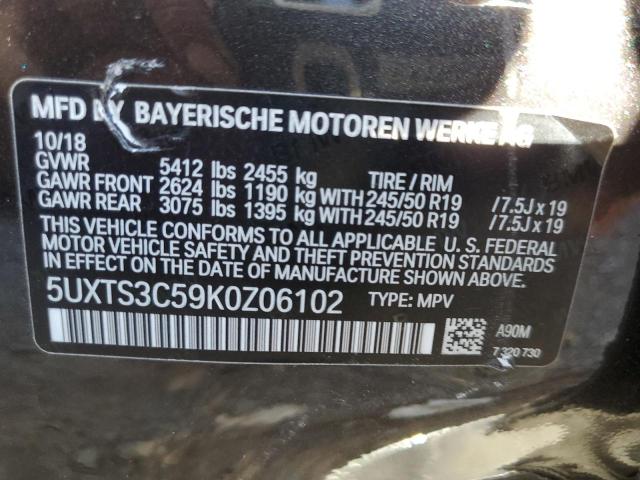 MFD BY BAYERISCHE MOTOREN WERKE AG
10/18
GVWR 5412 lbs 2455 kg TIRE / RIM
GAWR FRONT 2624 lbs 1190 kg WITH 245/50 R19 / 7.5J x 19
GAWR REAR 3075 lbs 1395 kg WITH 245/50 R19 / 7.5J x 19
THIS VEHICLE CONFORMS TO ALL APPLICABLE U. S. FEDERAL
MOTOR VEHICLE SAFETY AND THEFT PREVENTION STANDARDS
IN EFFECT ON THE DATE OF MANUFACTURE SHOWN ABOVE.
5UXTS3C59K0Z06102 TYPE: MPV
A90M
7 320 730